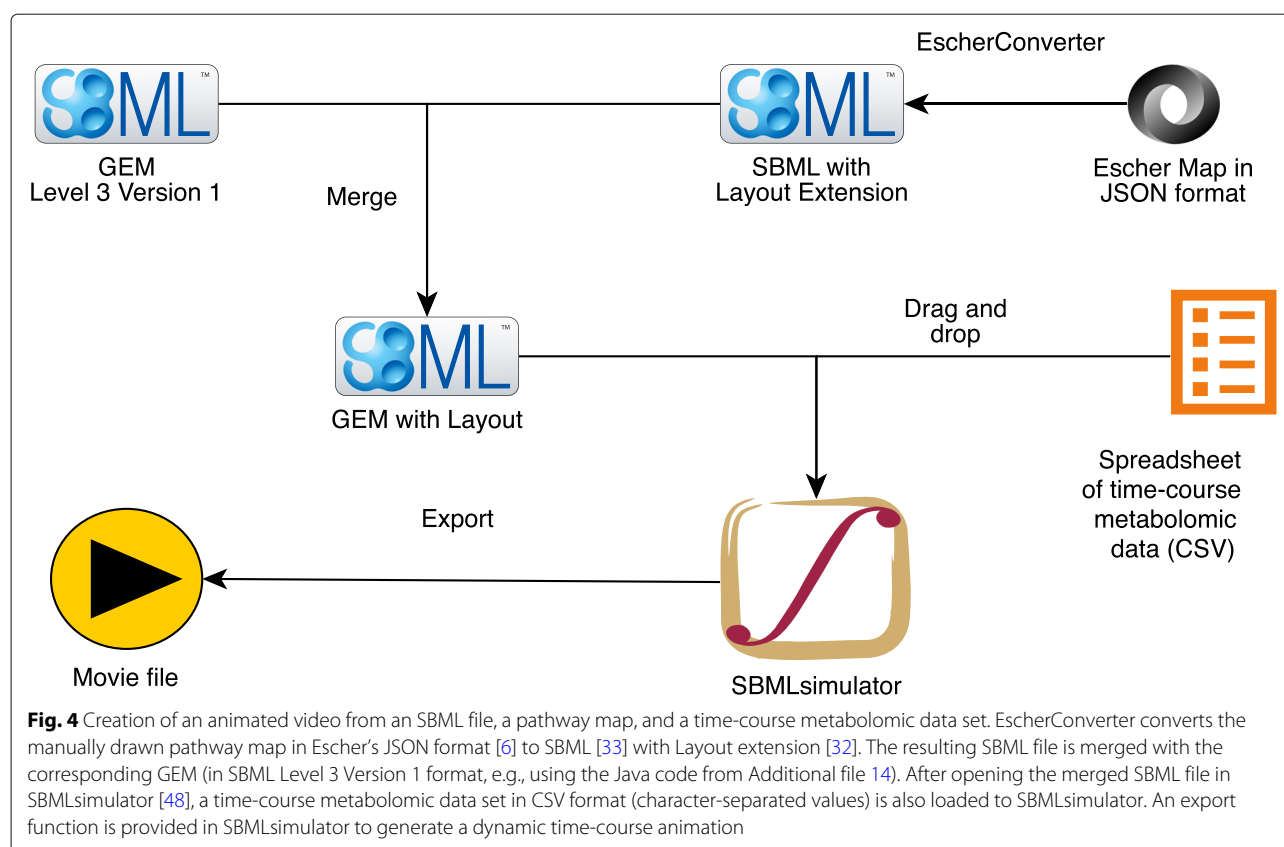 EscherConverter
SBML™
SBML™
GEM
Level 3 Version 1
SBML with
Layout Extension
Escher Map in
JSON format
Merge
Drag and
drop
SBML™
GEM with Layout
Spreadsheet
of time-course
metabolomic
data (CSV)
Export
Movie file
SBMLsimulator
Fig. 4 Creation of an animated video from an SBML file, a pathway map, and a time-course metabolomic data set. EscherConverter converts the
manually drawn pathway map in Escher's JSON format [6] to SBML [33] with Layout extension [32]. The resulting SBML file is merged with the
corresponding GEM (in SBML Level 3 Version 1 format, e.g., using the Java code from Additional file 14). After opening the merged SBML file in
SBMLsimulator [48], a time-course metabolomic data set in CSV format (character-separated values) is also loaded to SBMLsimulator. An export
function is provided in SBMLsimulator to generate a dynamic time-course animation